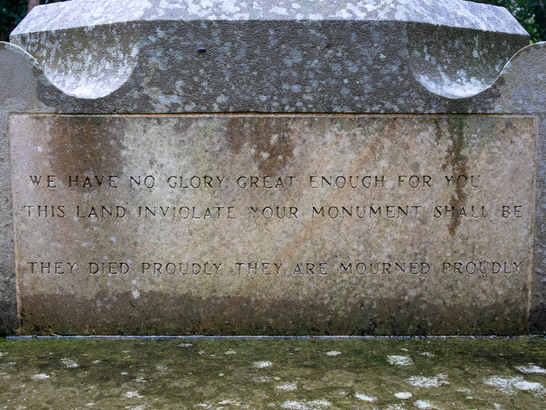 WE HAVE NO GLORY GREAT ENOUGH FOR YOU
THIS LAND INVIOLATE YOUR MONUMENT SHALL BE
THEY DIED PROUDLY THEY ARE MOURNED PROUDLY